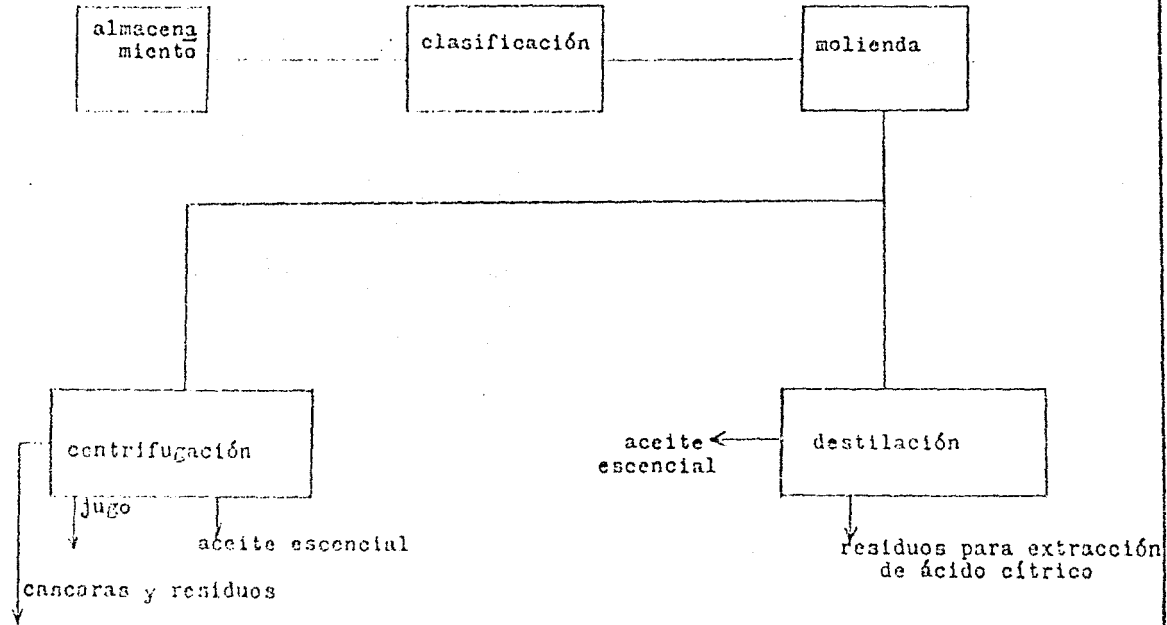 almacena
miento
clasificación
molienda
centrifugación
aceite
escencial
destilación
jugo
aceite escencial
residuos para extracción
de ácido cítrico
cascaras y residuos